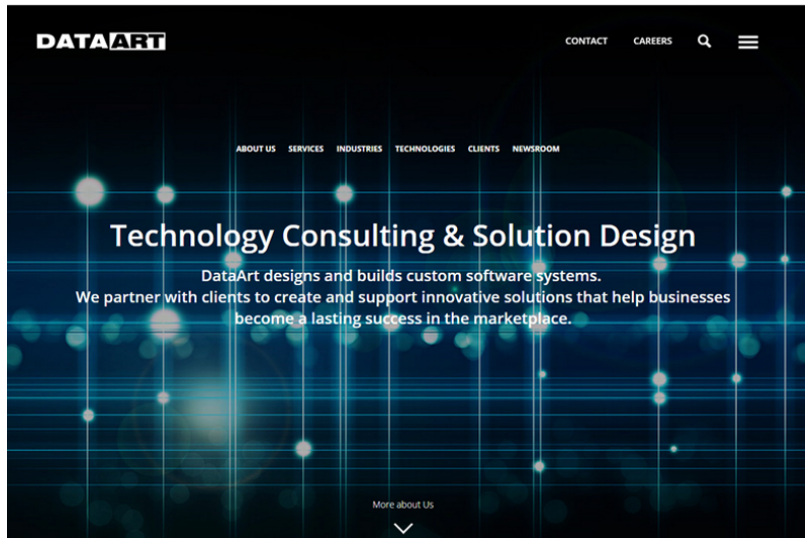 DATAART
CONTACT CAREERS
ABOUT US SERVICES INDUSTRIES TECHNOLOGIES CLIENTS NEWSROOM
Technology Consulting & Solution Design
DataArt designs and builds custom software systems.
We partner with clients to create and support innovative solutions that help businesses
become a lasting success in the marketplace.
More about Us